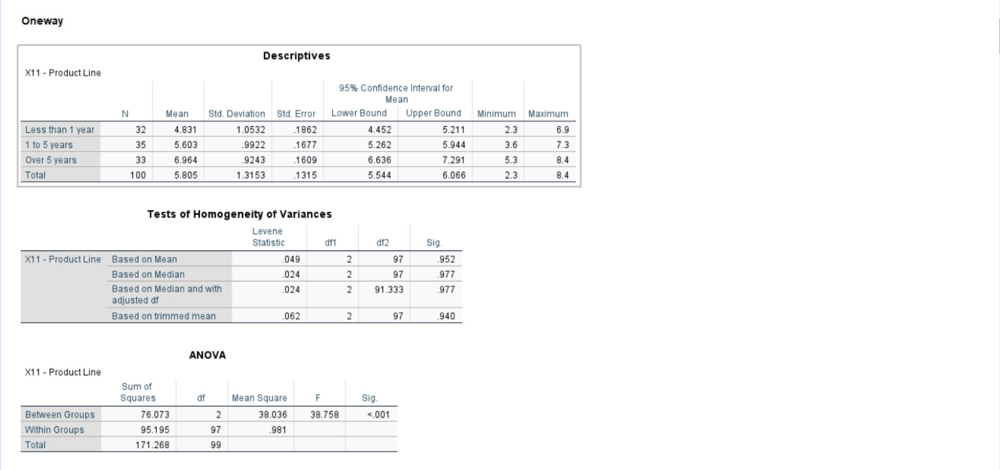 Oneway
Descriptives
X11 - Product Line
95% Confidence Interval for
Mean
N Mean Std. Deviation Std. Error Lower Bound Upper Bound Minimum Maximum
Less than 1 year 32 4.831 1.0532 .1862 4.452 5.211 2.3 6.9
1 to 5 years 35 5.603 .9922 .1677 5.262 5.944 3.6 7.3
Over 5 years 33 6.964 .9243 .1609 6.636 7.291 5.3 8.4
Total 100 5.805 1.3153 .1315 5.544 6.066 2.3 8.4
Tests of Homogeneity of Variances
Levene
Statistic df1 df2 Sig.
X11 - Product Line Based on Mean .049 2 97 .952
Based on Median .024 2 97 .977
Based on Median and with .024 2 91.333 .977
adjusted df
Based on trimmed mean .062 2 97 .940
ANOVA
X11 - Product Line
Sum of
Squares df Mean Square F Sig.
Between Groups 76.073 2 38.036 38.758 <.001
Within Groups 95.195 97 .981
Total 171.268 99